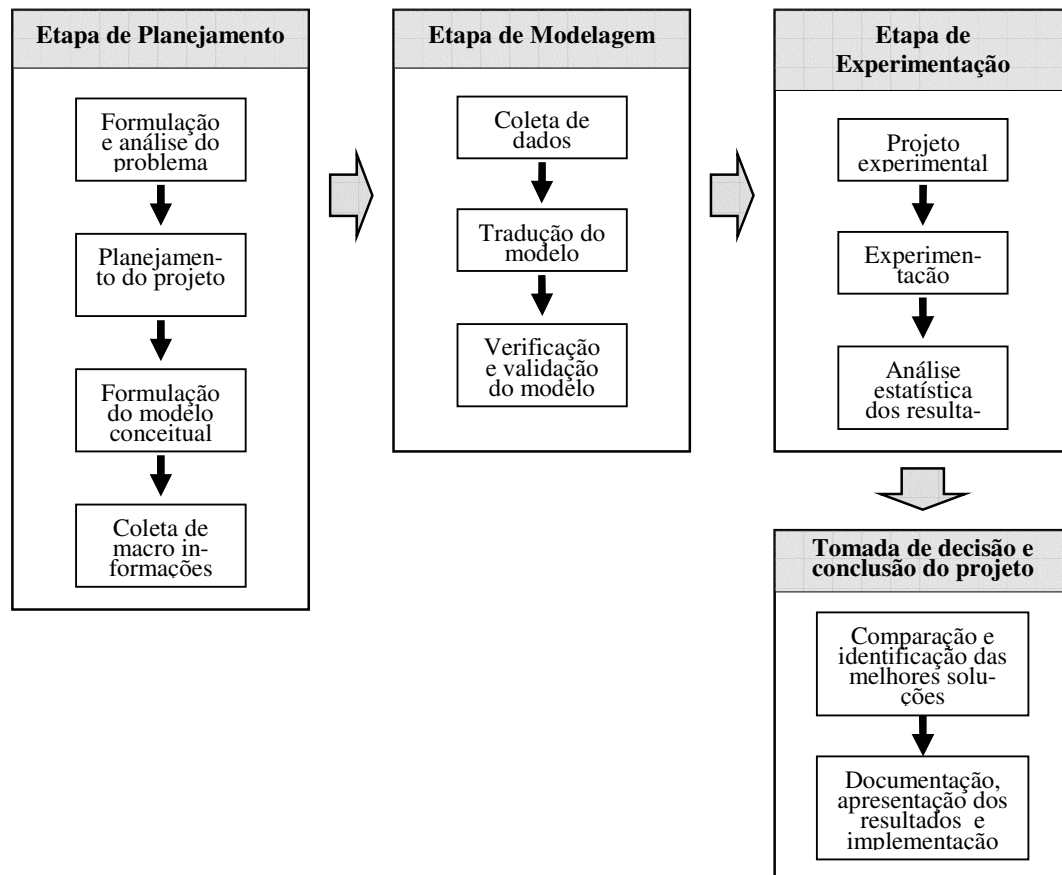 Etapa de Planejamento
Formulação
e análise do
problema
Planejamen-
to do projeto
Formulação
do modelo
conceitual
Coleta de
macro in-
formações
Etapa de Modelagem
Coleta de
dados
Tradução do
modelo
Verificação
e validação
do modelo
Etapa de
Experimentação
Projeto
experimental
Experimen-
tação
Análise
estatística
dos resulta-
Tomada de decisão e
conclusão do projeto
Comparação e
identificação das
melhores solu-
ções
Documentação,
apresentação dos
resultados e
implementação